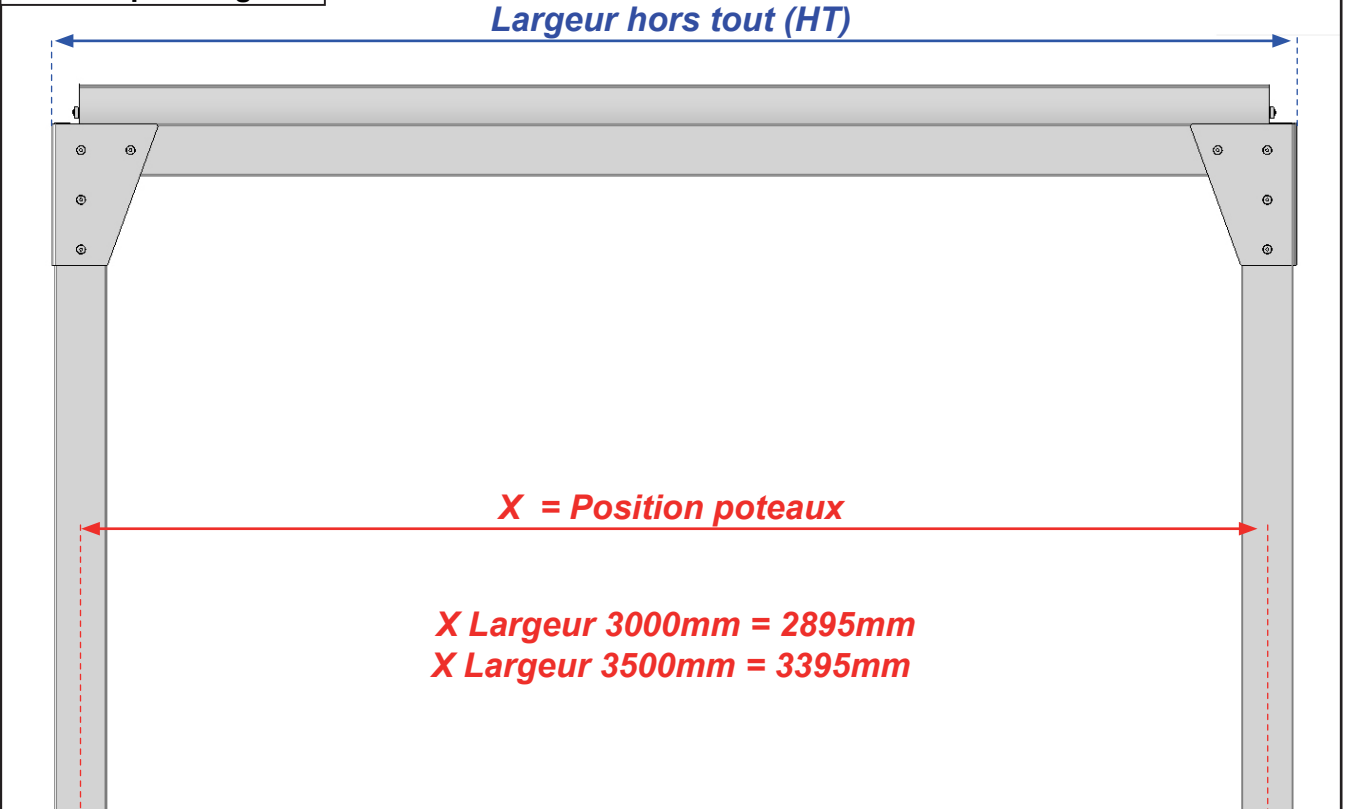 Largeur hors tout (HT)
X = Position poteaux
X Largeur 3000mm = 2895mm
X Largeur 3500mm = 3395mm